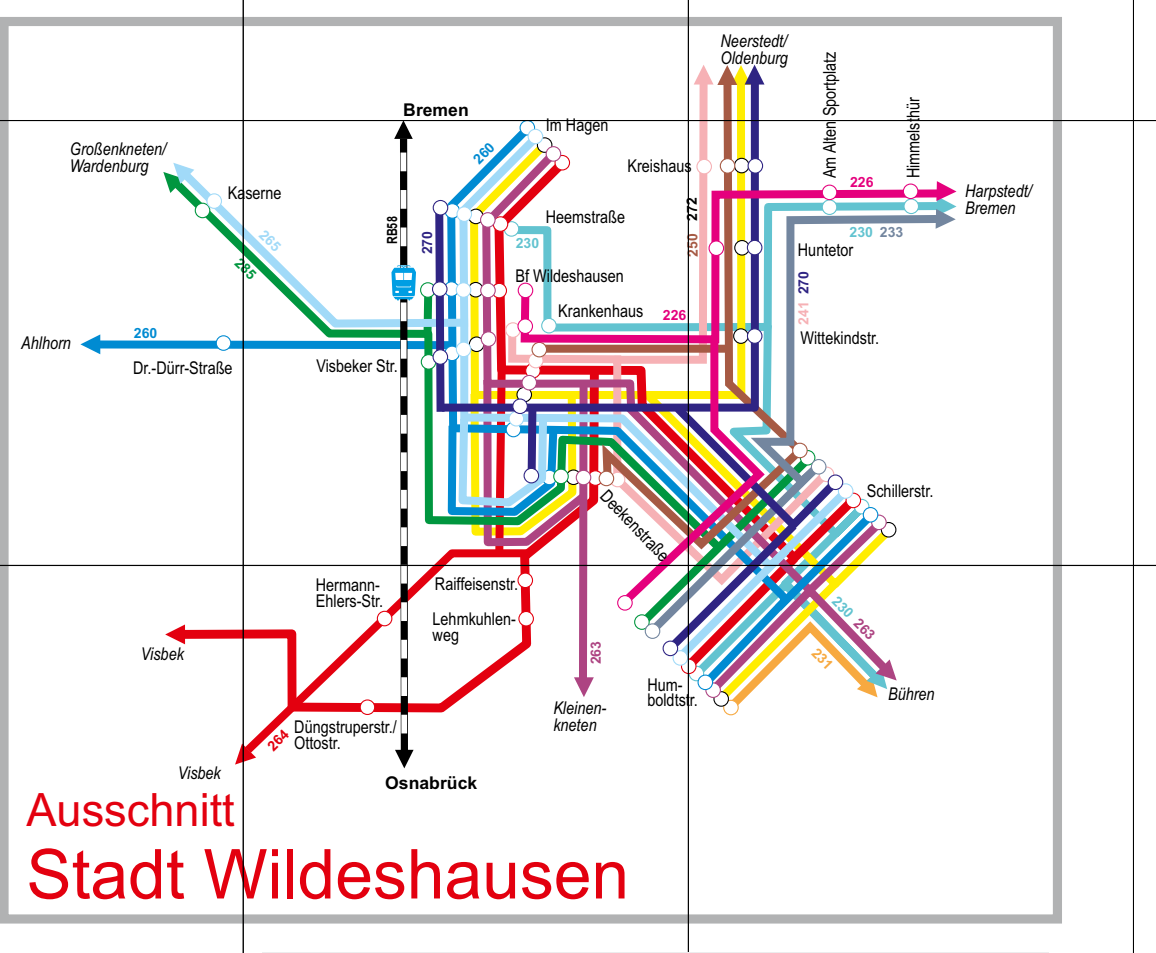 Neerstedt/
Oldenburg
Am Alten Sportplatz
Himmelsthür
Bremen
Im Hagen
260
Großenkneten/
Wardenburg
Kreishaus
226
Harpstedt/
Bremen
Kaserne
272
Heemstraße
RB58
270
265
285
230
230 233
250
Huntetor
Bf Wildeshausen
270
241
Krankenhaus
226
260
Ahlhorn
Wittekindstr.
Dr.-Dürr-Straße
Visbeker Str.
Schillerstr.
Deekenstraße
Hermann-
Ehlers-Str.
Raiffeisenstr.
Lehmkuhlen-
weg
230
263
263
Visbek
231
Hum-
boldtstr.
Bühren
Kleinen-
kneten
Düngstruperstr./
Ottostr.
264
Visbek
Osnabrück
Ausschnitt
Stadt Wildeshausen